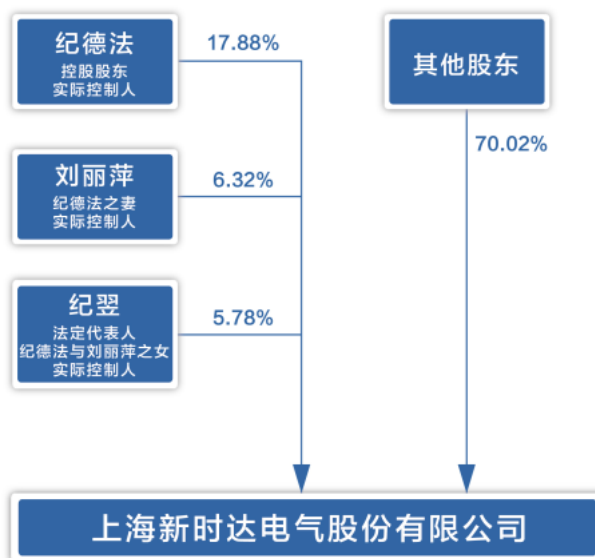 纪德法
控股股东
实际控制人
17.88%
其他股东
70.02%
刘丽萍
纪德法之妻
实际控制人
6.32%
纪翌
法定代表人
纪德法与刘丽萍之女
实际控制人
5.78%
上海新时达电气股份有限公司